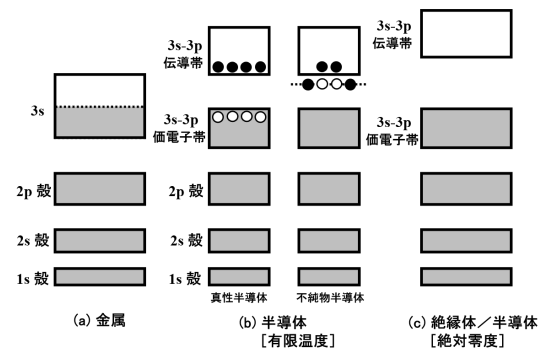 3s
2p 殻
2s 殻
1s 殻
(a) 金属
3s-3p
伝導帯
3s-3p
価電子帯
2p 殻
2s 殻
1s 殻
真性半導体
不純物半導体
(b) 半導体
[有限温度]
3s-3p
伝導帯
3s-3p
価電子帯
(c) 絶縁体/半導体
[絶対零度]